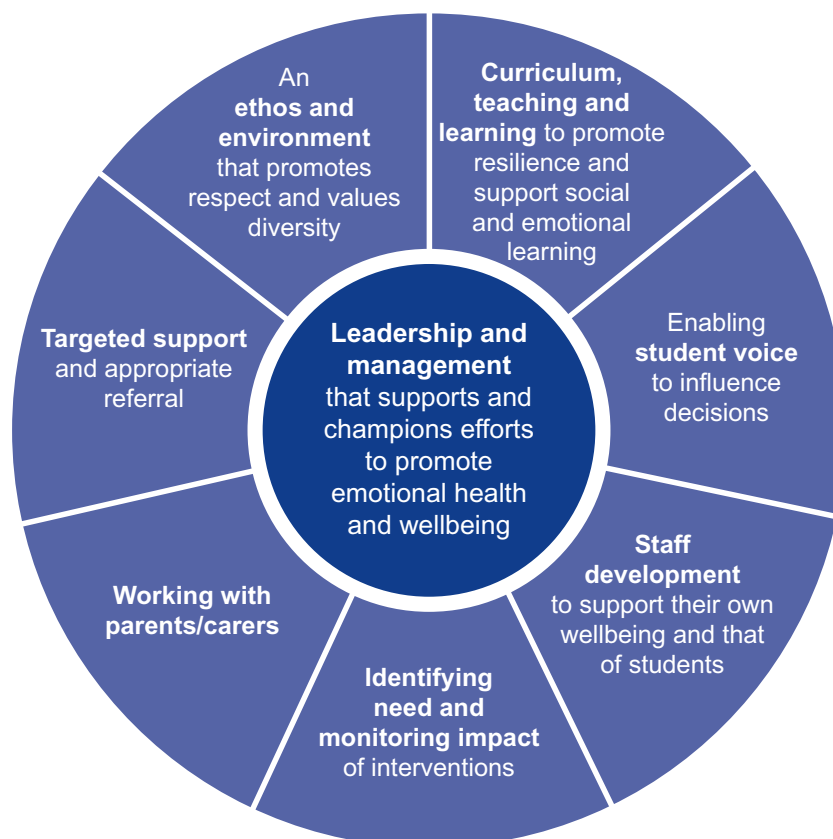 An
ethos and
environment
that promotes
respect and values
diversity
Curriculum,
teaching and
learning to promote
resilience and
support social
and emotional
learning
Enabling
student voice
to influence
decisions
Staff
development
to support their own
wellbeing and that
of students
Identifying
need and
monitoring impact
of interventions
Working with
parents/carers
Targeted support
and appropriate
referral
Leadership and
management
that supports and
champions efforts
to promote
emotional health
and wellbeing